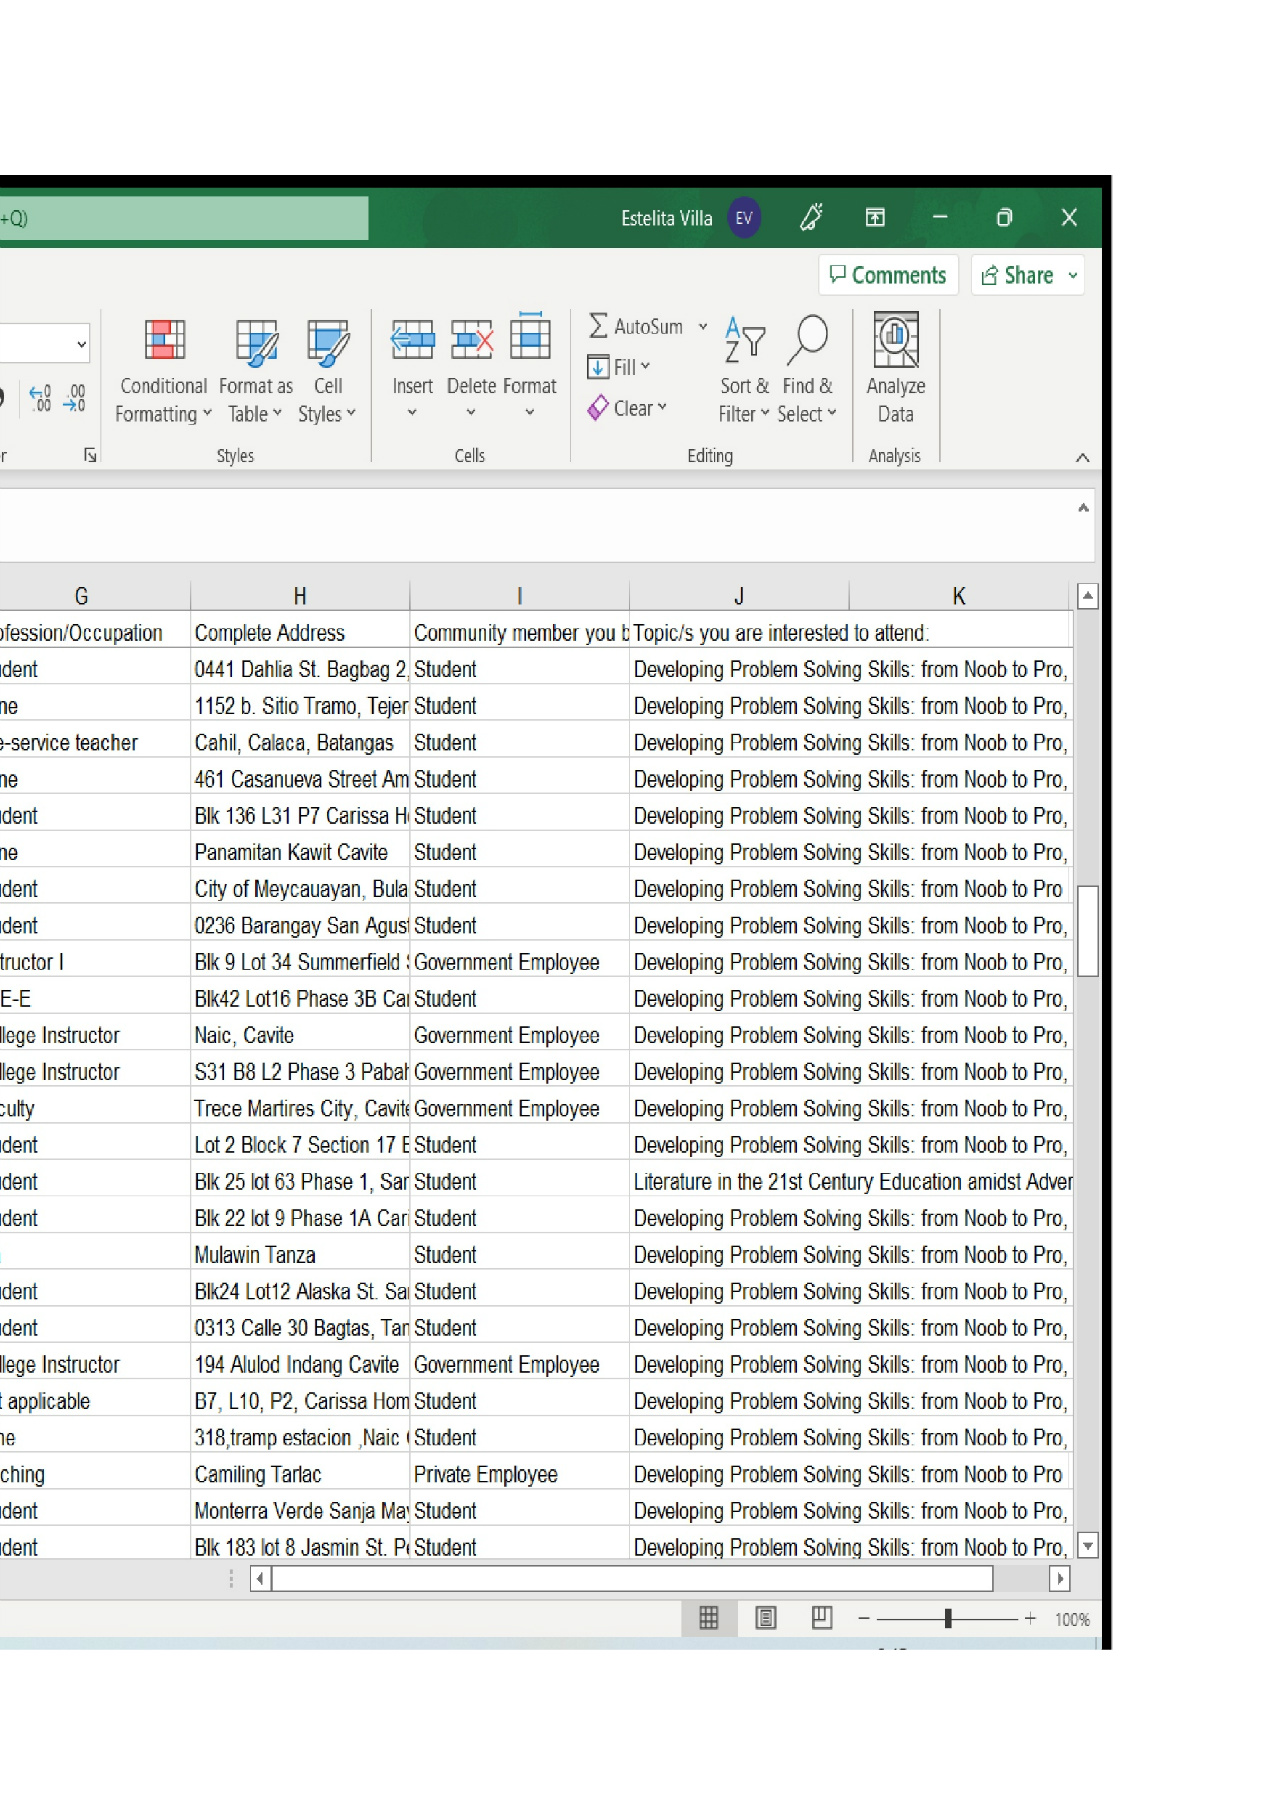 +Q) Estelita Villa EV
Comments Share
AutoSum
Fill
Clear
Conditional Formatting Format as Table Cell Styles Insert Delete Format Sort & Filter Find & Select Analyze Data
Styles Cells Editing Analysis
G H I J K
ofession/Occupation Complete Address Community member you b Topic/s you are interested to attend:
udent 0441 Dahlia St. Bagbag 2, Student Developing Problem Solving Skills: from Noob to Pro,
ne 1152 b. Sitio Tramo, Tejer Student Developing Problem Solving Skills: from Noob to Pro,
e-service teacher Cahil, Calaca, Batangas Student Developing Problem Solving Skills: from Noob to Pro,
ne 461 Casanueva Street Am Student Developing Problem Solving Skills: from Noob to Pro,
udent Blk 136 L31 P7 Carissa H Student Developing Problem Solving Skills: from Noob to Pro,
ne Panamitan Kawit Cavite Student Developing Problem Solving Skills: from Noob to Pro,
udent City of Meycauayan, Bula Student Developing Problem Solving Skills: from Noob to Pro
udent 0236 Barangay San Agust Student Developing Problem Solving Skills: from Noob to Pro,
tructor I Blk 9 Lot 34 Summerfield Government Employee Developing Problem Solving Skills: from Noob to Pro,
E-E Blk42 Lot16 Phase 3B Car Student Developing Problem Solving Skills: from Noob to Pro,
llege Instructor Naic, Cavite Government Employee Developing Problem Solving Skills: from Noob to Pro,
llege Instructor S31 B8 L2 Phase 3 Pabah Government Employee Developing Problem Solving Skills: from Noob to Pro,
culty Trece Martires City, Cavite Government Employee Developing Problem Solving Skills: from Noob to Pro,
udent Lot 2 Block 7 Section 17 Student Developing Problem Solving Skills: from Noob to Pro,
udent Blk 25 lot 63 Phase 1, San Student Literature in the 21st Century Education amidst Adver
udent Blk 22 lot 9 Phase 1A Cari Student Developing Problem Solving Skills: from Noob to Pro,
Mulawin Tanza Student Developing Problem Solving Skills: from Noob to Pro,
udent Blk24 Lot12 Alaska St. Sa Student Developing Problem Solving Skills: from Noob to Pro,
udent 0313 Calle 30 Bagtas, Tan Student Developing Problem Solving Skills: from Noob to Pro,
llege Instructor 194 Alulod Indang Cavite Government Employee Developing Problem Solving Skills: from Noob to Pro,
t applicable B7, L10, P2, Carissa Hom Student Developing Problem Solving Skills: from Noob to Pro,
ne 318,tramp estacion ,Naic Student Developing Problem Solving Skills: from Noob to Pro,
ching Camiling Tarlac Private Employee Developing Problem Solving Skills: from Noob to Pro
udent Monterra Verde Sanja May Student Developing Problem Solving Skills: from Noob to Pro,
udent Blk 183 lot 8 Jasmin St. Pe Student Developing Problem Solving Skills: from Noob to Pro,
100%